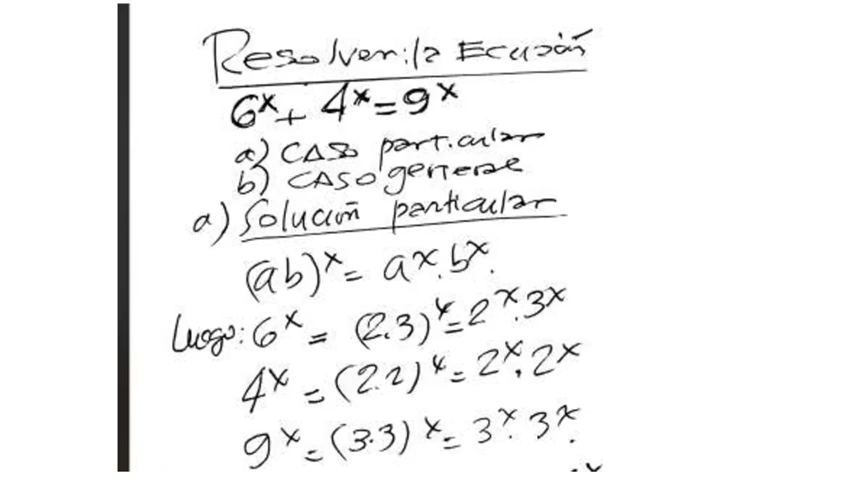 Resolver: la Ecuación
6^x + 4^x = 9^x
a) CASO particular
b) CASO general
a) Solución particular
(ab)^x = a^x . b^x.
Luego: 6^x = (2.3)^x = 2^x . 3^x
4^x = (2.2)^x = 2^x . 2^x
9^x = (3.3)^x = 3^x . 3^x.